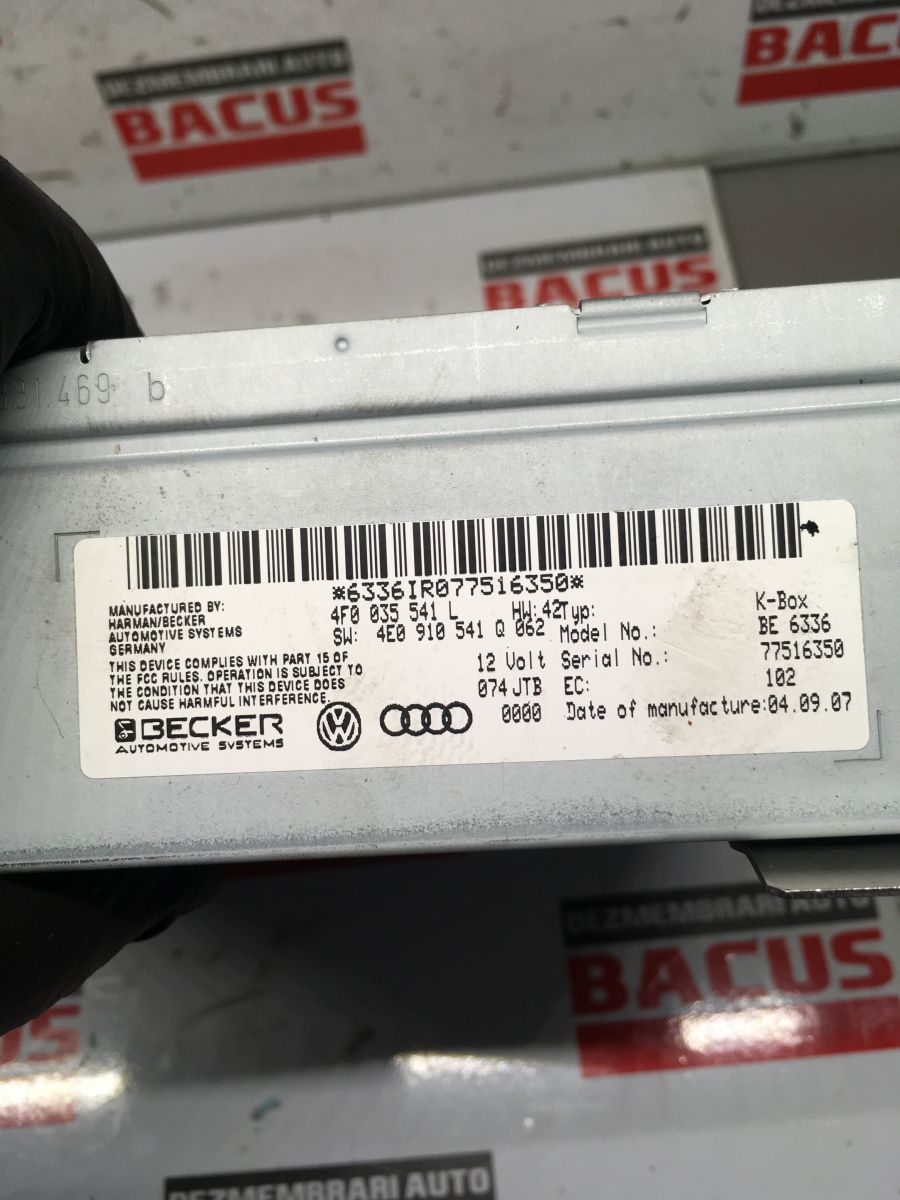 DEZMEMBRARI AUTO
BACUS
BACUS
DEZMEMBRARI AUTO
BACUS
.469 b
*6336IR077516350*
MANUFACTURED BY:
HARMAN/BECKER
AUTOMOTIVE SYSTEMS
GERMANY
THIS DEVICE COMPLIES WITH PART 15 OF
THE FCC RULES. OPERATION IS SUBJECT TO
THE CONDITION THAT THIS DEVICE DOES
NOT CAUSE HARMFUL INTERFERENCE.
BECKER
AUTOMOTIVE SYSTEMS
4F0 035 541 L HW:42
SW: 4E0 910 541 Q 062
12 Volt
074 JTB
0000
Typ: K-Box
Model No.: BE 6336
Serial No.: 77516350
EC: 102
Date of manufacture:04.09.07
DEZMEMBRARI AUTO
BACUS
DEZMEMBRARI AUTO